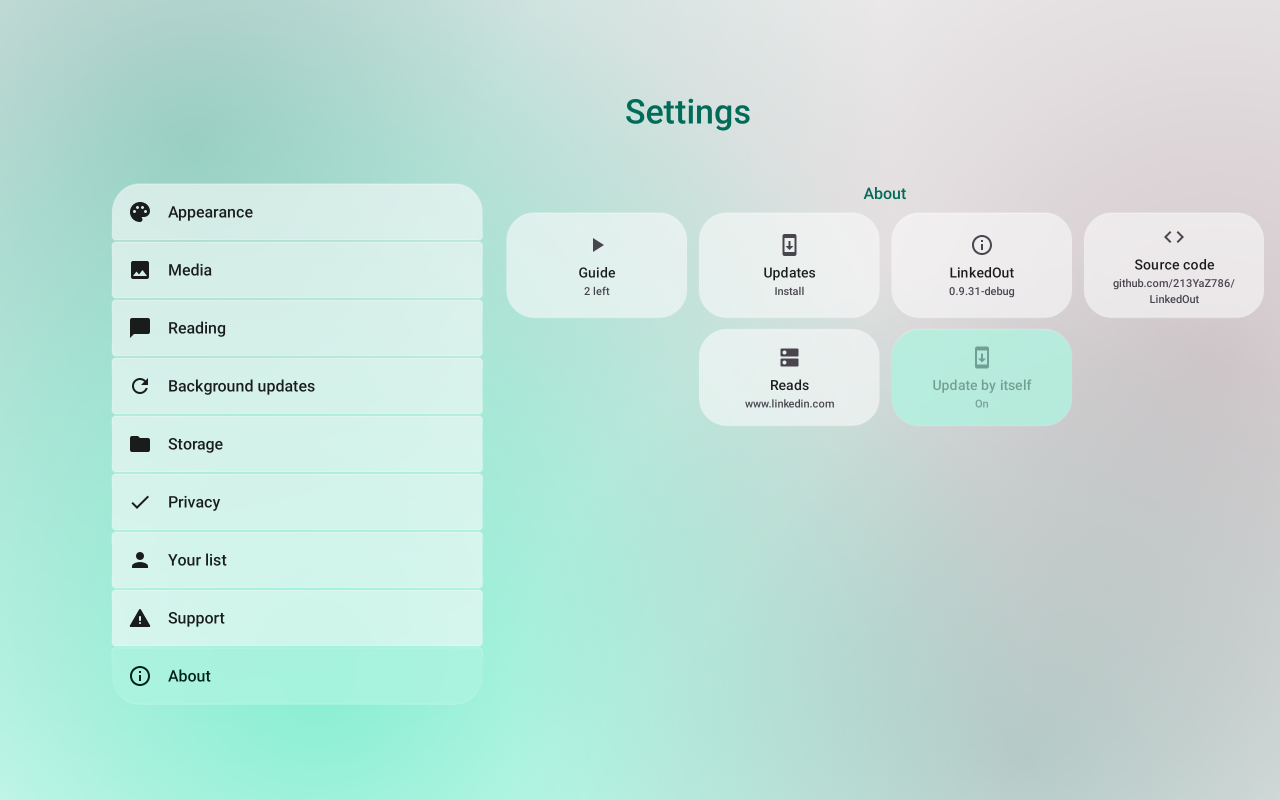 Settings
Appearance
Media
Reading
Background updates
Storage
Privacy
Your list
Support
About
About
Guide
2 left
Updates
Install
LinkedOut
0.9.31-debug
Source code
github.com/213YaZ786/
LinkedOut
Reads
www.linkedin.com
Update by itself
On